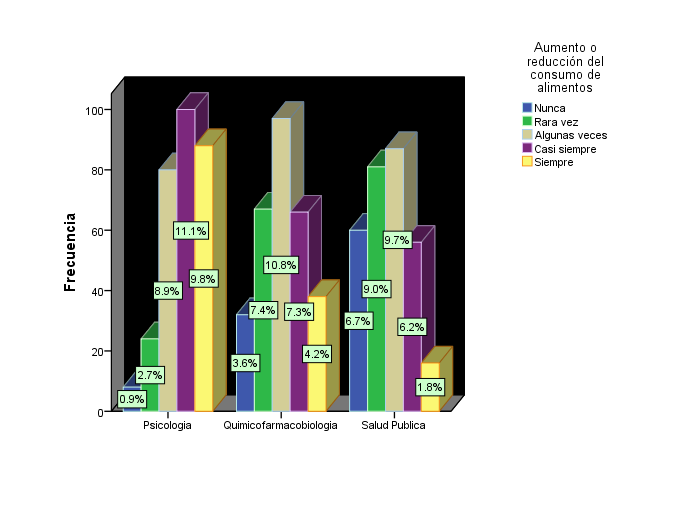 Aumento o
reducción del
consumo de
alimentos
Nunca
Rara vez
Algunas veces
Casi siempre
Siempre
Frecuencia
100
80
60
40
20
0
11.1%
9.8%
8.9%
2.7%
0.9%
10.8%
7.4%
7.3%
4.2%
3.6%
9.7%
9.0%
6.7%
6.2%
1.8%
Psicologia
Quimicofarmacobiologia
Salud Publica